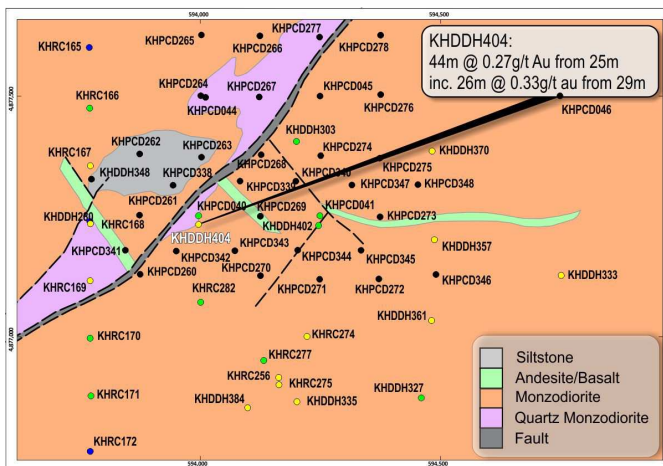 594,000
594,500
KHPCD277
KHRC165
KHPCD265
KHPCD266
KHPCD278
KHDDH404:
44m @ 0.27g/t Au from 25m
inc. 26m @ 0.33g/t au from 29m
KHPCD264
KHPCD267
KHPCD045
KHRC166
4,877,500
KHPCD044
KHPCD276
KHPCD046
KHDDH303
KHPCD262
KHPCD263
KHPCD274
KHRC167
KHDDH370
KHPCD268
KHPCD275
KHDDH348
KHPCD338
KHPCD339
KHPCD340
KHPCD347
KHPCD348
KHPCD261
KHPCD040
KHPCD269
KHPCD041
KHDDH280
KHRC168
KHDDH402
KHPCD273
KHDDH404
KHPCD341
KHPCD342
KHPCD343
KHPCD344
KHPCD345
KHDDH357
KHPCD260
KHPCD270
KHPCD271
KHPCD272
KHPCD346
KHDDH333
KHRC169
KHRC282
KHDDH361
4,877,000
KHRC170
KHRC274
KHRC277
KHRC256
KHRC275
KHRC171
KHDDH384
KHDDH335
KHDDH327
KHRC172
Siltstone
Andesite/Basalt
Monzodiorite
Quartz Monzodiorite
Fault
594,000
594,500